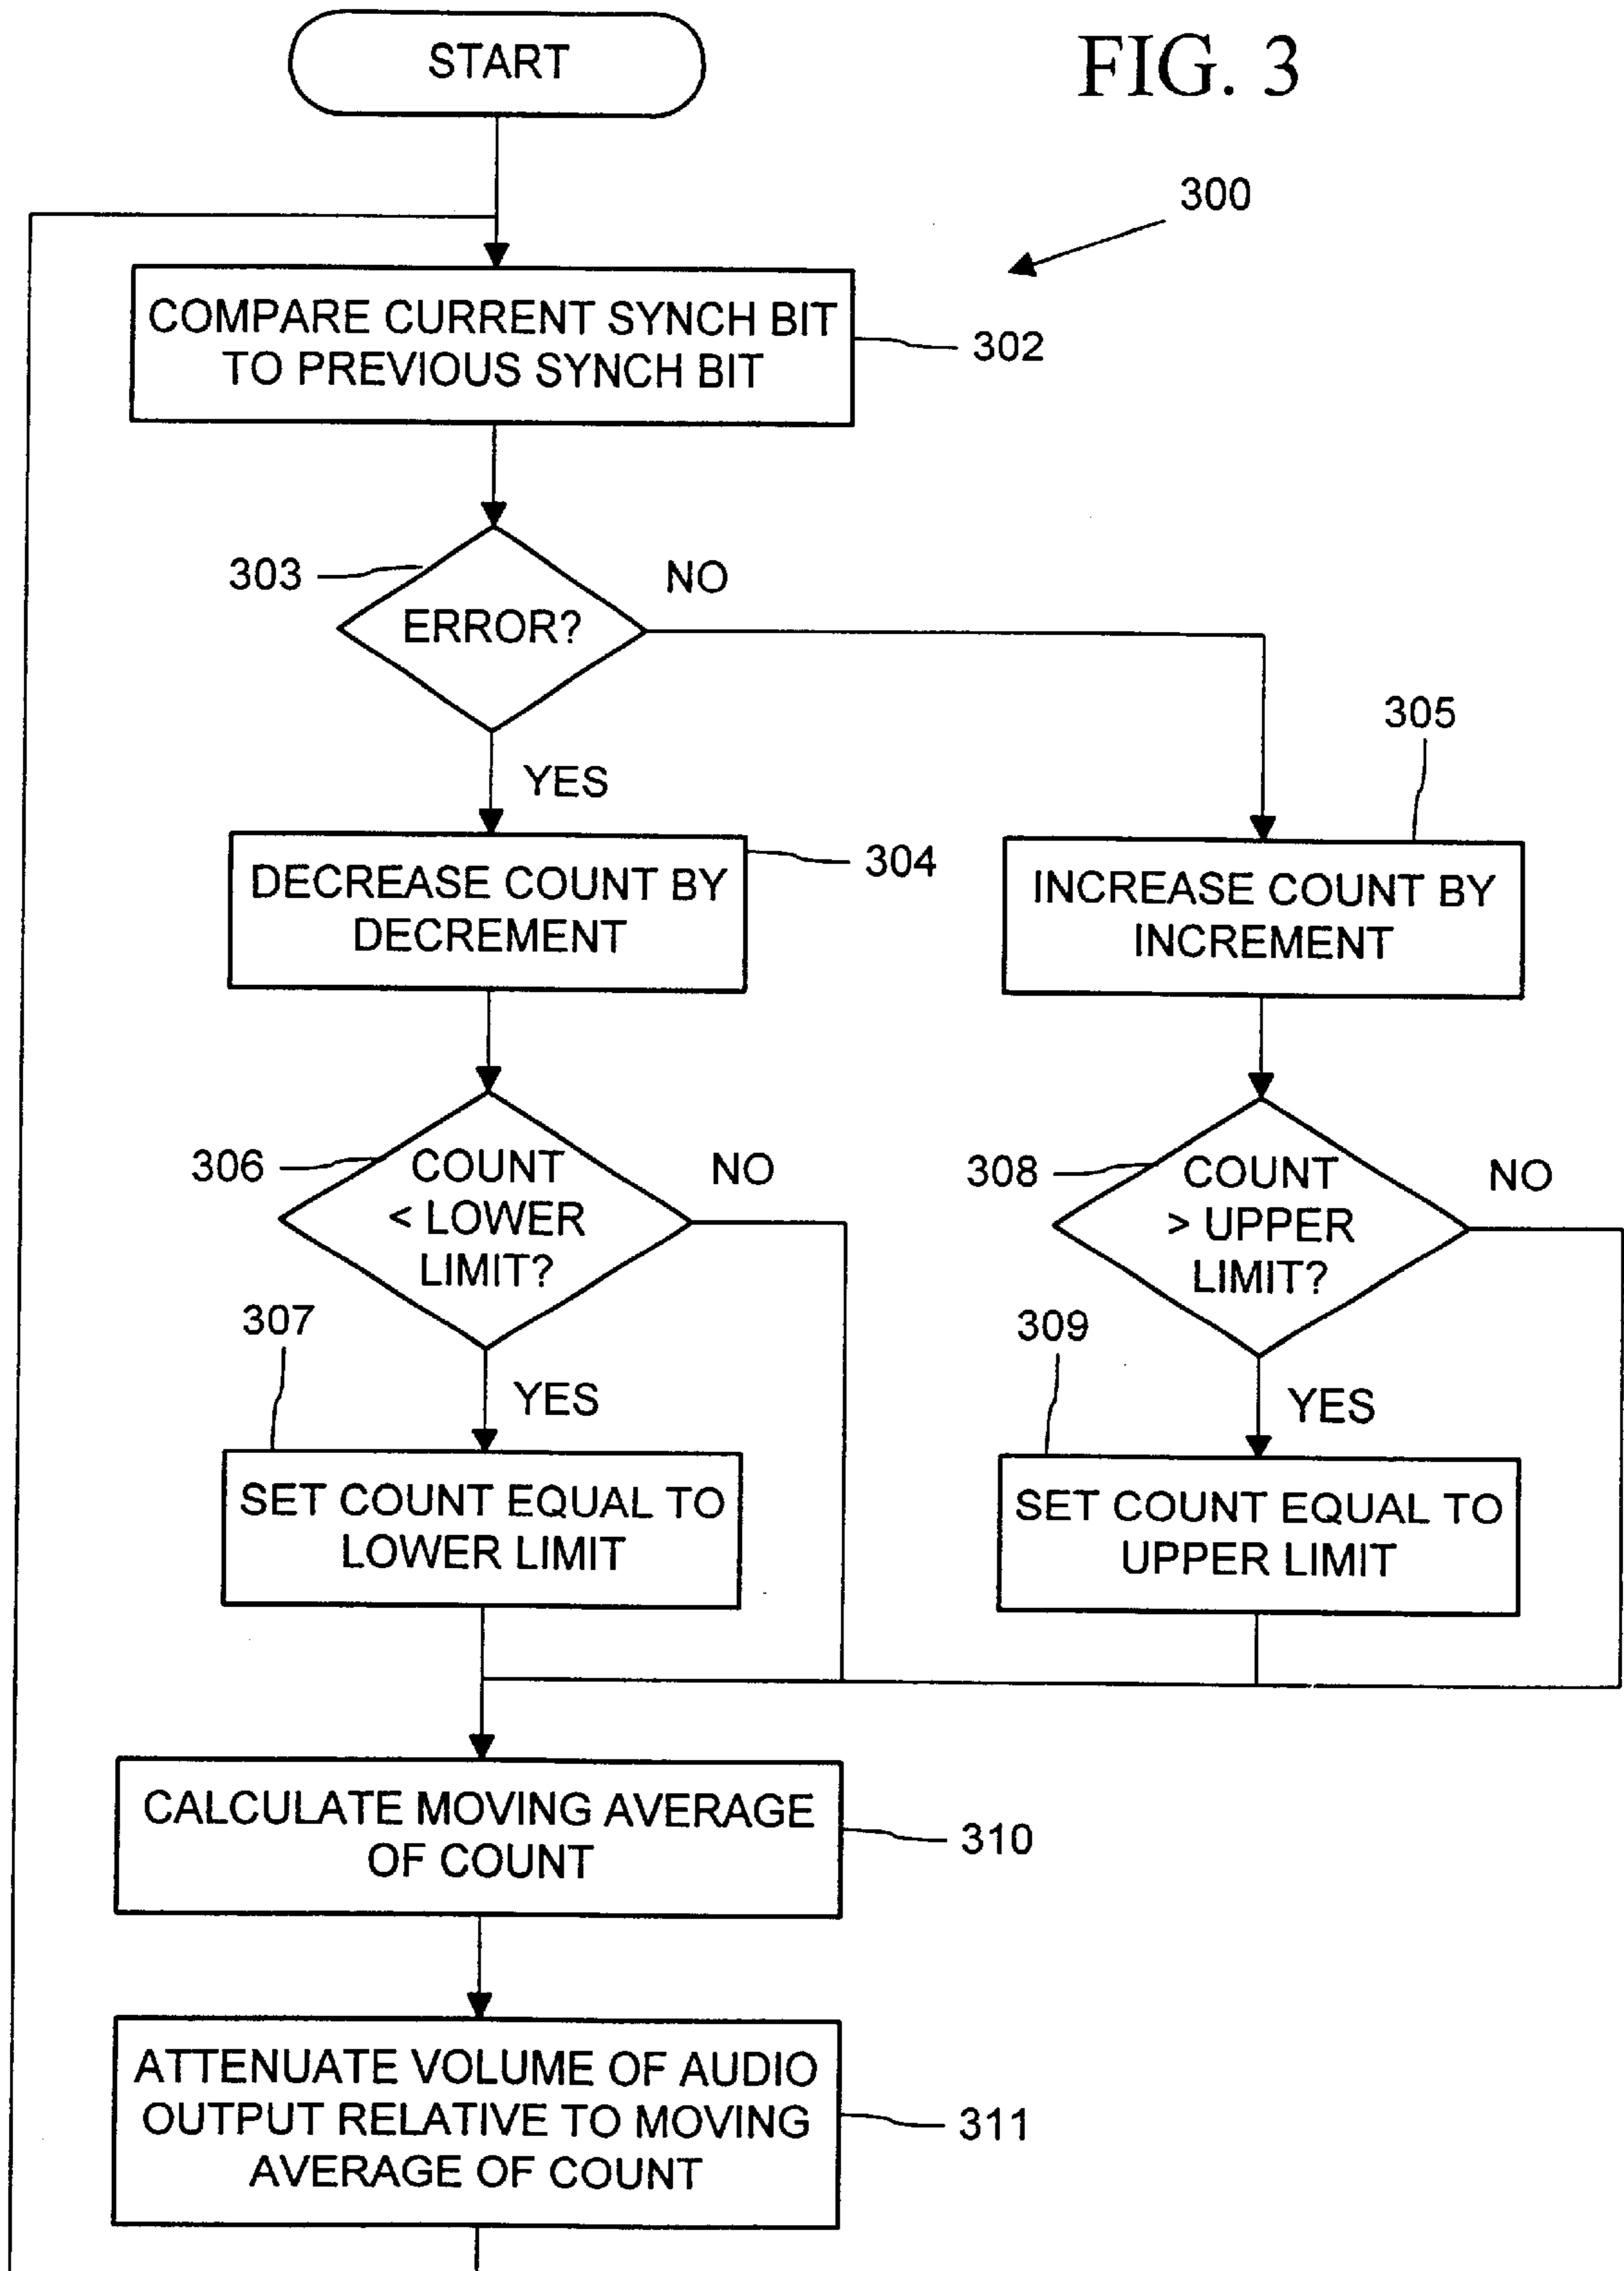 START
FIG. 3
300
COMPARE CURRENT SYNCH BIT
TO PREVIOUS SYNCH BIT
302
303
ERROR?
NO
YES
305
DECREASE COUNT BY
DECREMENT
304
INCREASE COUNT BY
INCREMENT
306
COUNT
< LOWER
LIMIT?
NO
308
COUNT
> UPPER
LIMIT?
NO
307
YES
309
YES
SET COUNT EQUAL TO
LOWER LIMIT
SET COUNT EQUAL TO
UPPER LIMIT
CALCULATE MOVING AVERAGE
OF COUNT
310
ATTENUATE VOLUME OF AUDIO
OUTPUT RELATIVE TO MOVING
AVERAGE OF COUNT
311